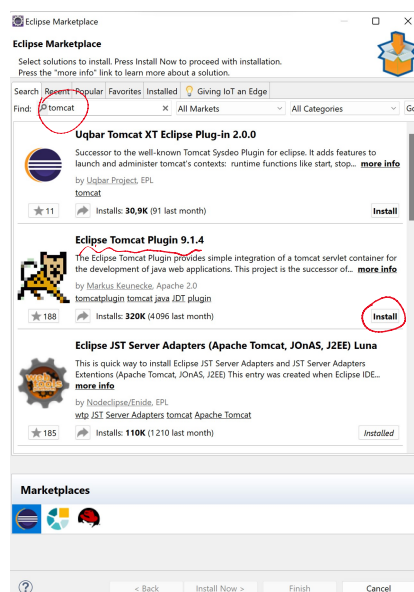 Eclipse Marketplace
Eclipse Marketplace
Select solutions to install. Press Install Now to proceed with installation.
Press the "more info" link to learn more about a solution.
Search Recent Popular Favorites Installed Giving IoT an Edge
Find: tomcat All Markets All Categories Go
Uqbar Tomcat XT Eclipse Plug-in 2.0.0
Successor to the well-known Tomcat Sysdeo Plugin for eclipse. It adds features to
launch and administer tomcat's contexts: runtime functions like start, stop... more info
by Uqbar Project, EPL
tomcat
11 Installs: 30,9K (91 last month) Install
Eclipse Tomcat Plugin 9.1.4
The Eclipse Tomcat Plugin provides simple integration of a tomcat servlet container for
the development of java web applications. This project is the successor of... more info
by Markus Keunecke, Apache 2.0
tomcatplugin tomcat java JDT plugin
188 Installs: 320K (4096 last month) Install
Eclipse JST Server Adapters (Apache Tomcat, JOnAS, J2EE) Luna
This is quick way to install Eclipse JST Server Adapters and JST Server Adapters
Extentions (Apache Tomcat, JOnAS, J2EE) This entry was created when Eclipse IDE...
more info
by Nodeclipse/Enide, EPL
wtp JST Server Adapters tomcat Apache Tomcat
185 Installs: 110K (1210 last month) Installed
Marketplaces
? < Back Install Now > Finish Cancel